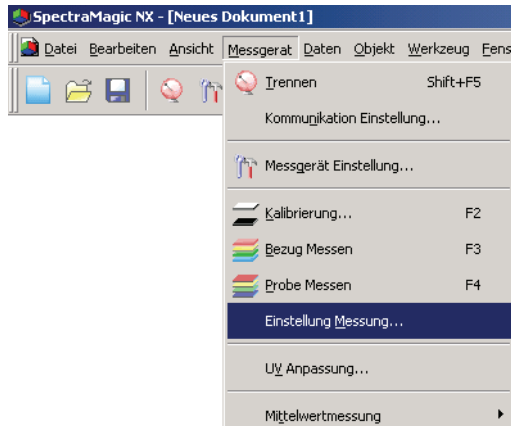 SpectraMagic NX - [Neues Dokument1]
Datei Bearbeiten Ansicht Messgerat Daten Objekt Werkzeug Fens
Trennen Shift+F5
Kommunikation Einstellung...
Messgerät Einstellung...
Kalibrierung... F2
Bezug Messen F3
Probe Messen F4
Einstellung Messung...
UV Anpassung...
Mittelwertmessung